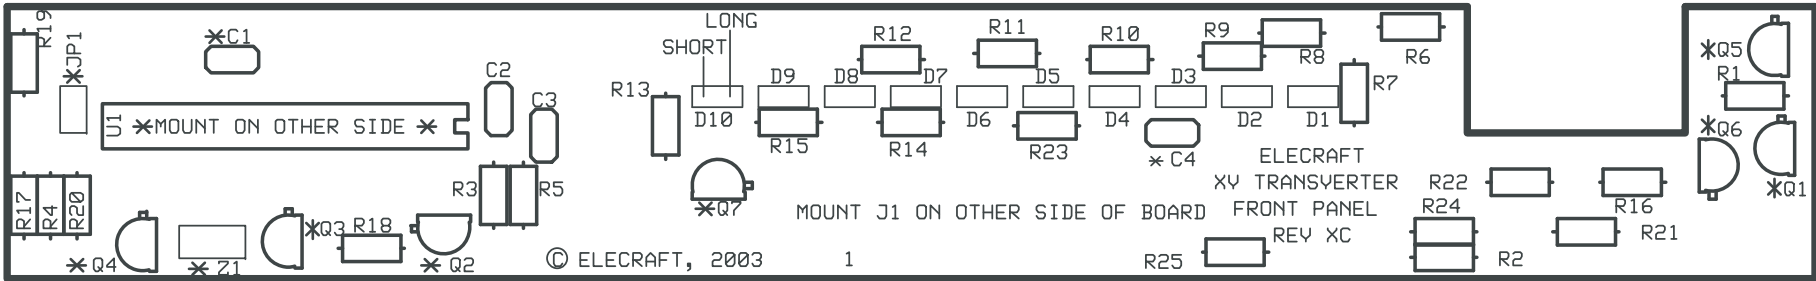 R19
✳JP1
✳C1
U1
✳MOUNT ON OTHER SIDE ✳
C2
C3
R17
R4
R20
✳ Q4
✳ Z1
✳Q3
R18
✳ Q2
R3
R5
© ELECRAFT, 2003
1
LONG
SHORT
R13
D10
D9
D8
D7
D6
D5
D4
D3
D2
D1
R12
R11
R10
R9
R8
R6
R7
R15
R14
R23
✳ C4
✳Q7
MOUNT J1 ON OTHER SIDE OF BOARD
ELECRAFT
XV TRANSVERTER
FRONT PANEL
REV XC
R25
R22
R24
R2
R16
R21
✳Q5
R1
✳Q6
✳Q1